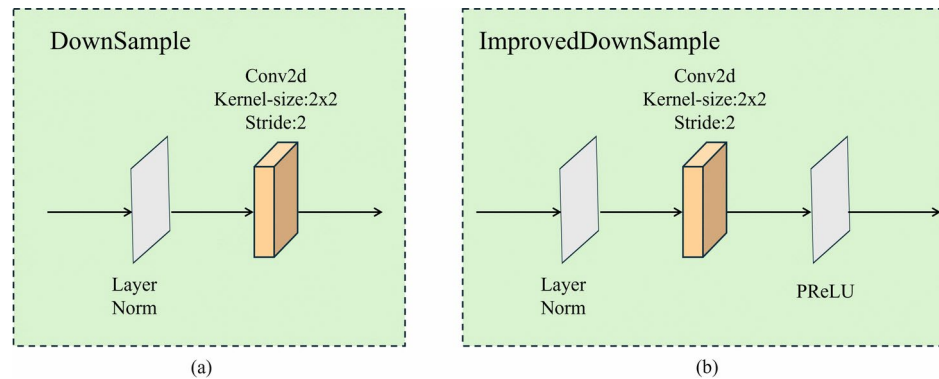 DownSample
Conv2d
Kernel-size:2x2
Stride:2
Layer
Norm
(a)
ImprovedDownSample
Conv2d
Kernel-size:2x2
Stride:2
Layer
Norm
PReLU
(b)